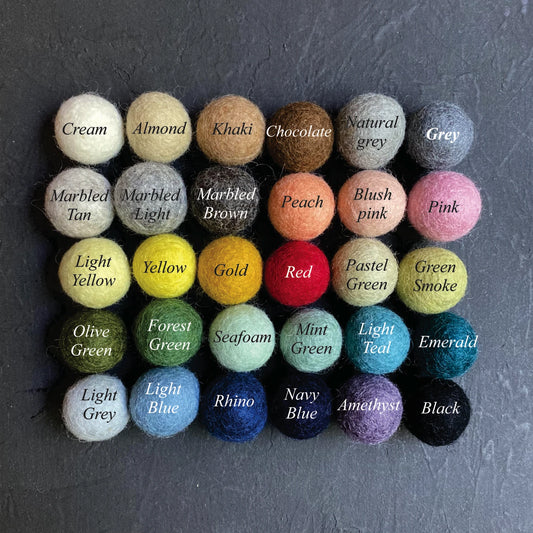 Cream
Almond
Khaki
Chocolate
Natural
grey
Grey
Marbled
Tan
Marbled
Light
Marbled
Brown
Peach
Blush
pink
Pink
Light
Yellow
Yellow
Gold
Red
Pastel
Green
Green
Smoke
Olive
Green
Forest
Green
Seafoam
Mint
Green
Light
Teal
Emerald
Light
Grey
Light
Blue
Rhino
Navy
Blue
Amethyst
Black